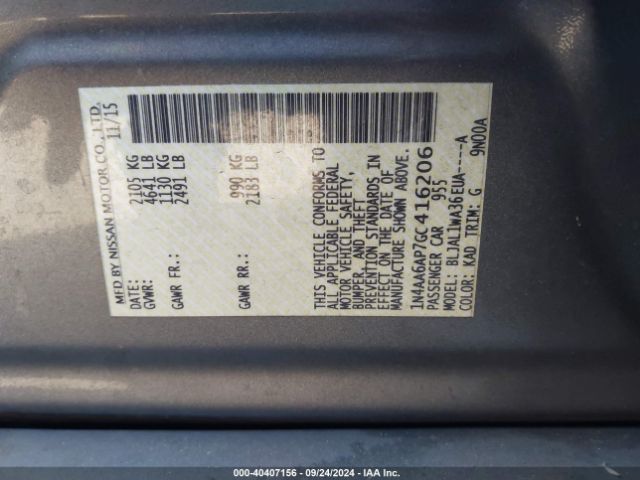 MFD BY NISSAN MOTOR CO., LTD.
DATE: 11/15
GVWR: 2105 KG
4641 LB
GAWR FR: 1130 KG
2491 LB
GAWR RR: 990 KG
2183 LB
THIS VEHICLE CONFORMS TO
ALL APPLICABLE FEDERAL
MOTOR VEHICLE SAFETY,
BUMPER, AND THEFT
PREVENTION STANDARDS IN
EFFECT ON THE DATE OF
MANUFACTURE SHOWN ABOVE.
1N4AA6AP7GC416206
PASSENGER CAR 955
MODEL: BLJAL1WA36EUA-----A
COLOR: KAD TRIM: G 9N00A
000-40407156 - 09/24/2024 - IAA Inc.